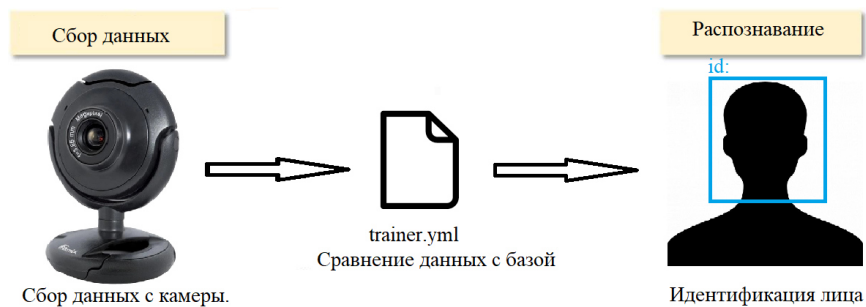 Сбор данных
Распознавание
id:
trainer.yml
Сравнение данных с базой
Сбор данных с камеры.
Идентификация лица